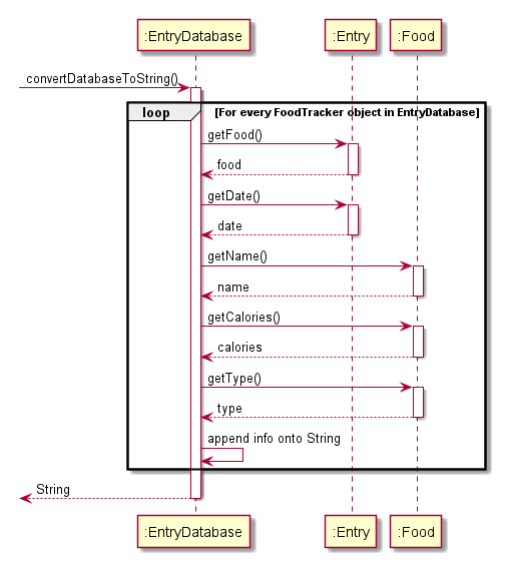 :EntryDatabase :Entry :Food
convertDatabaseToString()
loop [For every FoodTracker object in EntryDatabase]
getFood()
food
getDate()
date
getName()
name
getCalories()
calories
getType()
type
append info onto String
String
:EntryDatabase :Entry :Food